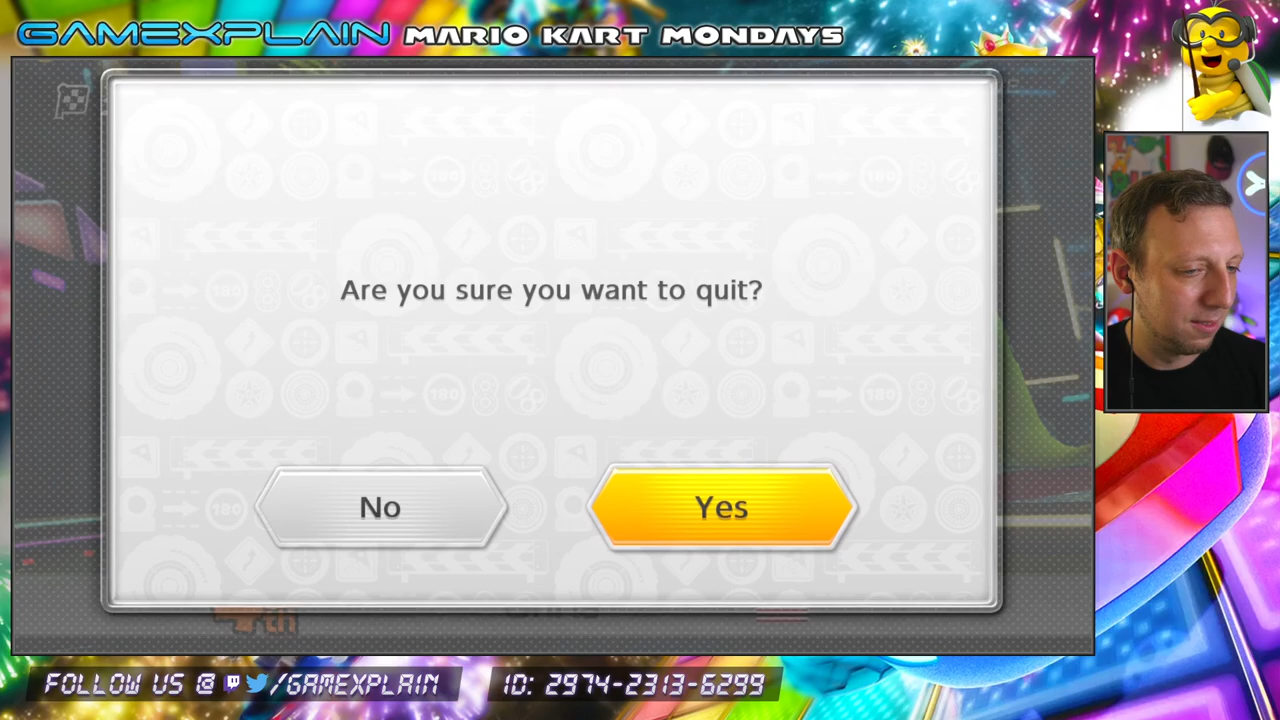 GAMEXPLAIN MARIO KART MONDAYS
Are you sure you want to quit?
No
Yes
th
FOLLOW US @ /GAMEXPLAIN
ID: 2974-2313-6299